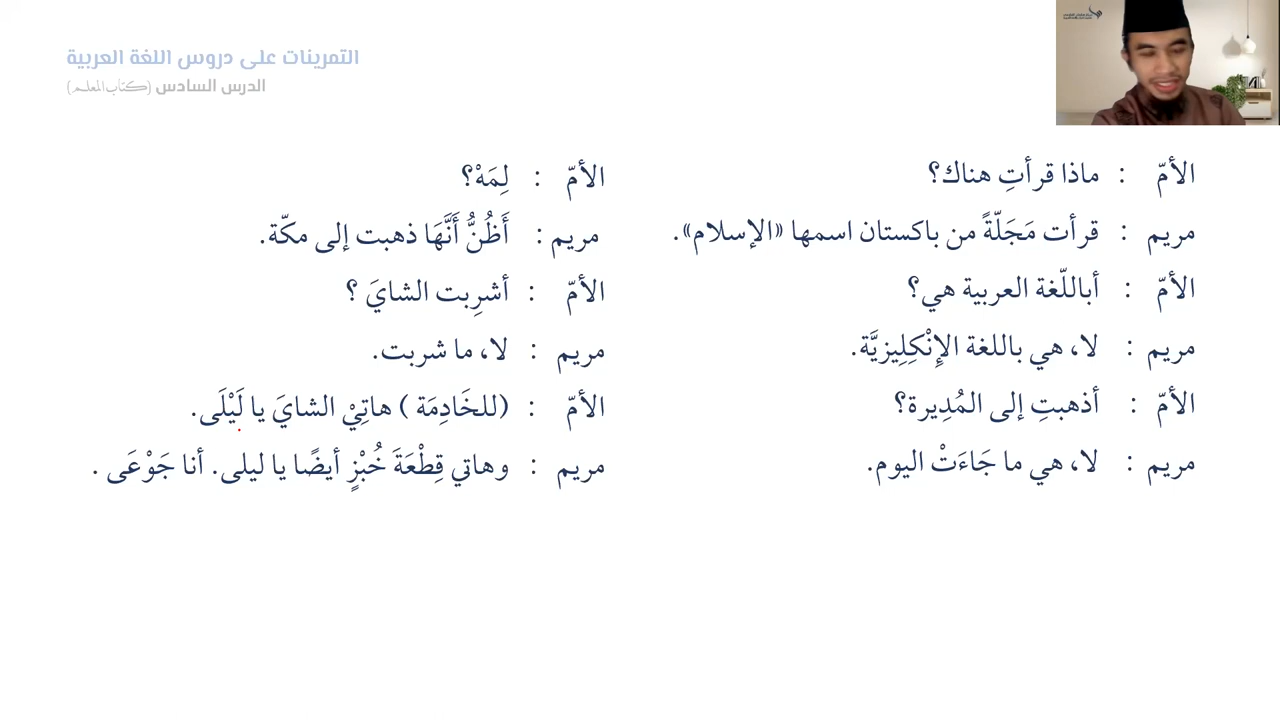 التمرينات على دروس اللغة العربية
الدرس السادس (كتاب المعلم)
الأمّ : ماذا قرأتِ هناك؟
مريم : قرأت مَجَلّةً من باكستان اسمها «الإسلام».
الأمّ : أباللّغة العربية هي؟
مريم : لا، هي باللغة الإِنْكِلِيزيَّة.
الأمّ : أذهبتِ إلى المُدِيرة؟
مريم : لا، هي ما جَاءَتْ اليوم.
الأمّ : لِمَهْ؟
مريم : أَظُنُّ أَنَّهَا ذهبت إلى مكّة.
الأمّ : أشرِبت الشايَ ؟
مريم : لا، ما شربت.
الأمّ : (للخَادِمَة ) هاتِيْ الشايَ يا لَيْلَى.
مريم : وهاتي قِطْعَةَ خُبْزٍ أيضًا يا ليلى. أنا جَوْعَى .